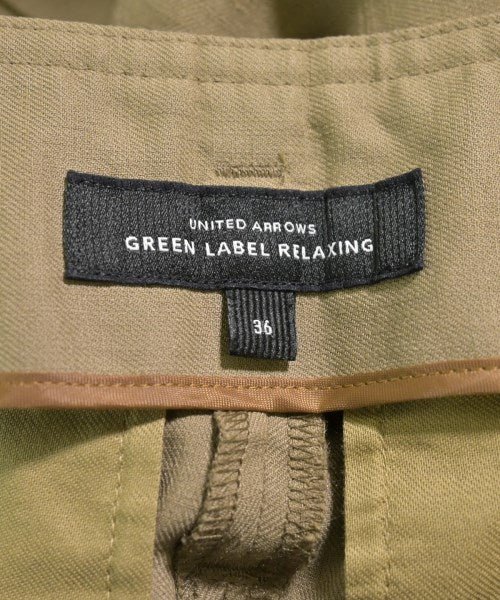 UNITED ARROWS
GREEN LABEL RELAXING
36